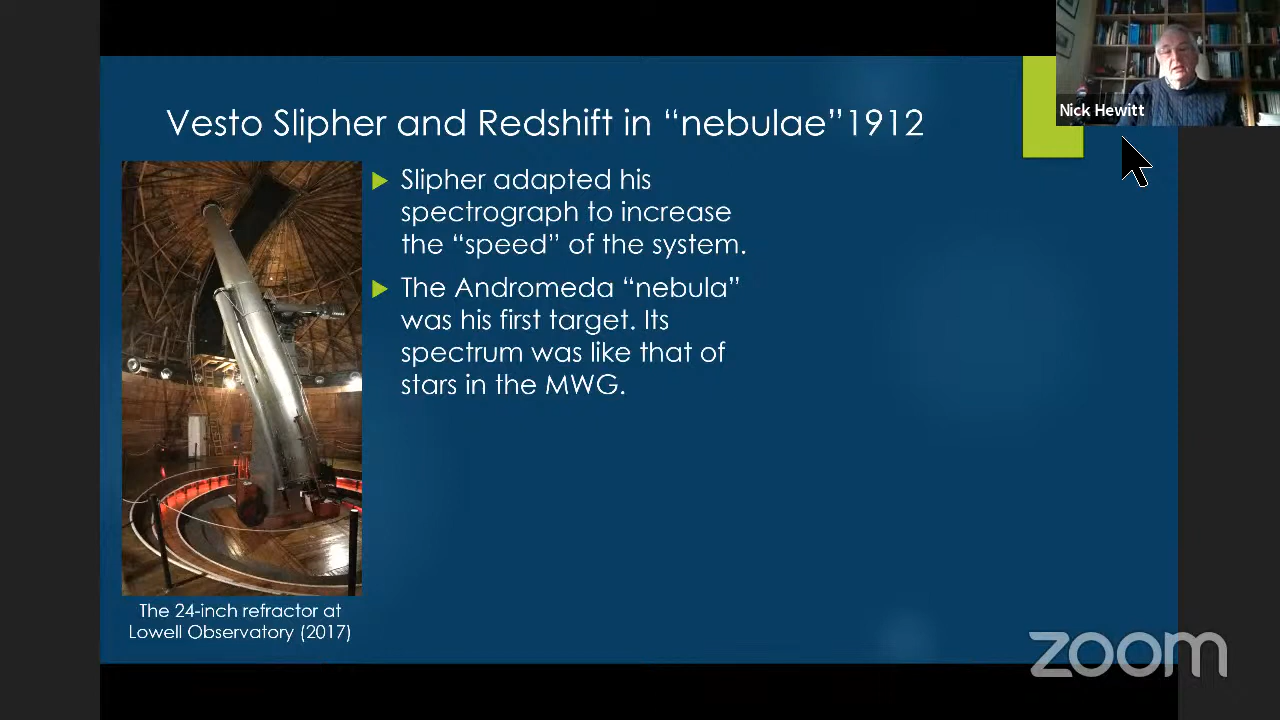 Vesto Slipher and Redshift in “nebulae”1912
Nick Hewitt
Slipher adapted his
spectrograph to increase
the “speed” of the system.
The Andromeda “nebula”
was his first target. Its
spectrum was like that of
stars in the MWG.
The 24-inch refractor at
Lowell Observatory (2017)
zoom